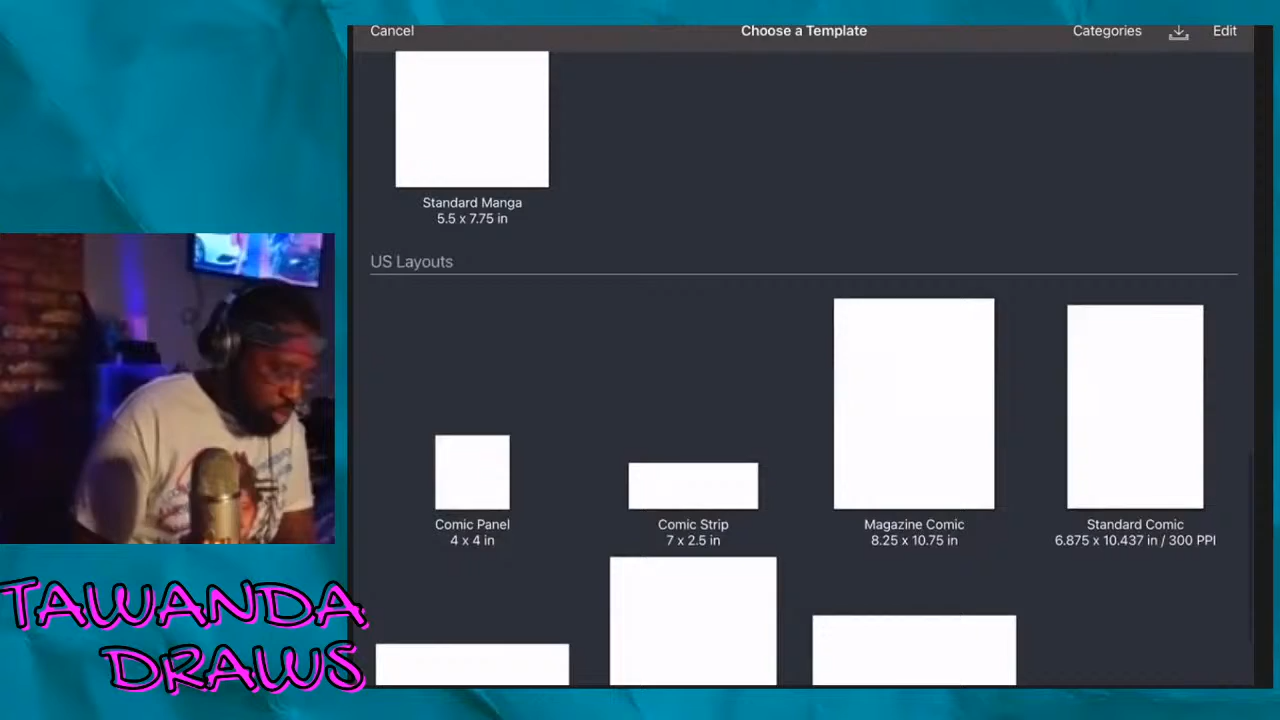 Cancel
Choose a Template
Categories
Edit
Standard Manga
5.5 x 7.75 in
US Layouts
Comic Panel
4 x 4 in
Comic Strip
7 x 2.5 in
Magazine Comic
8.25 x 10.75 in
Standard Comic
6.875 x 10.437 in / 300 PPI
TAWANDA
DRAWS